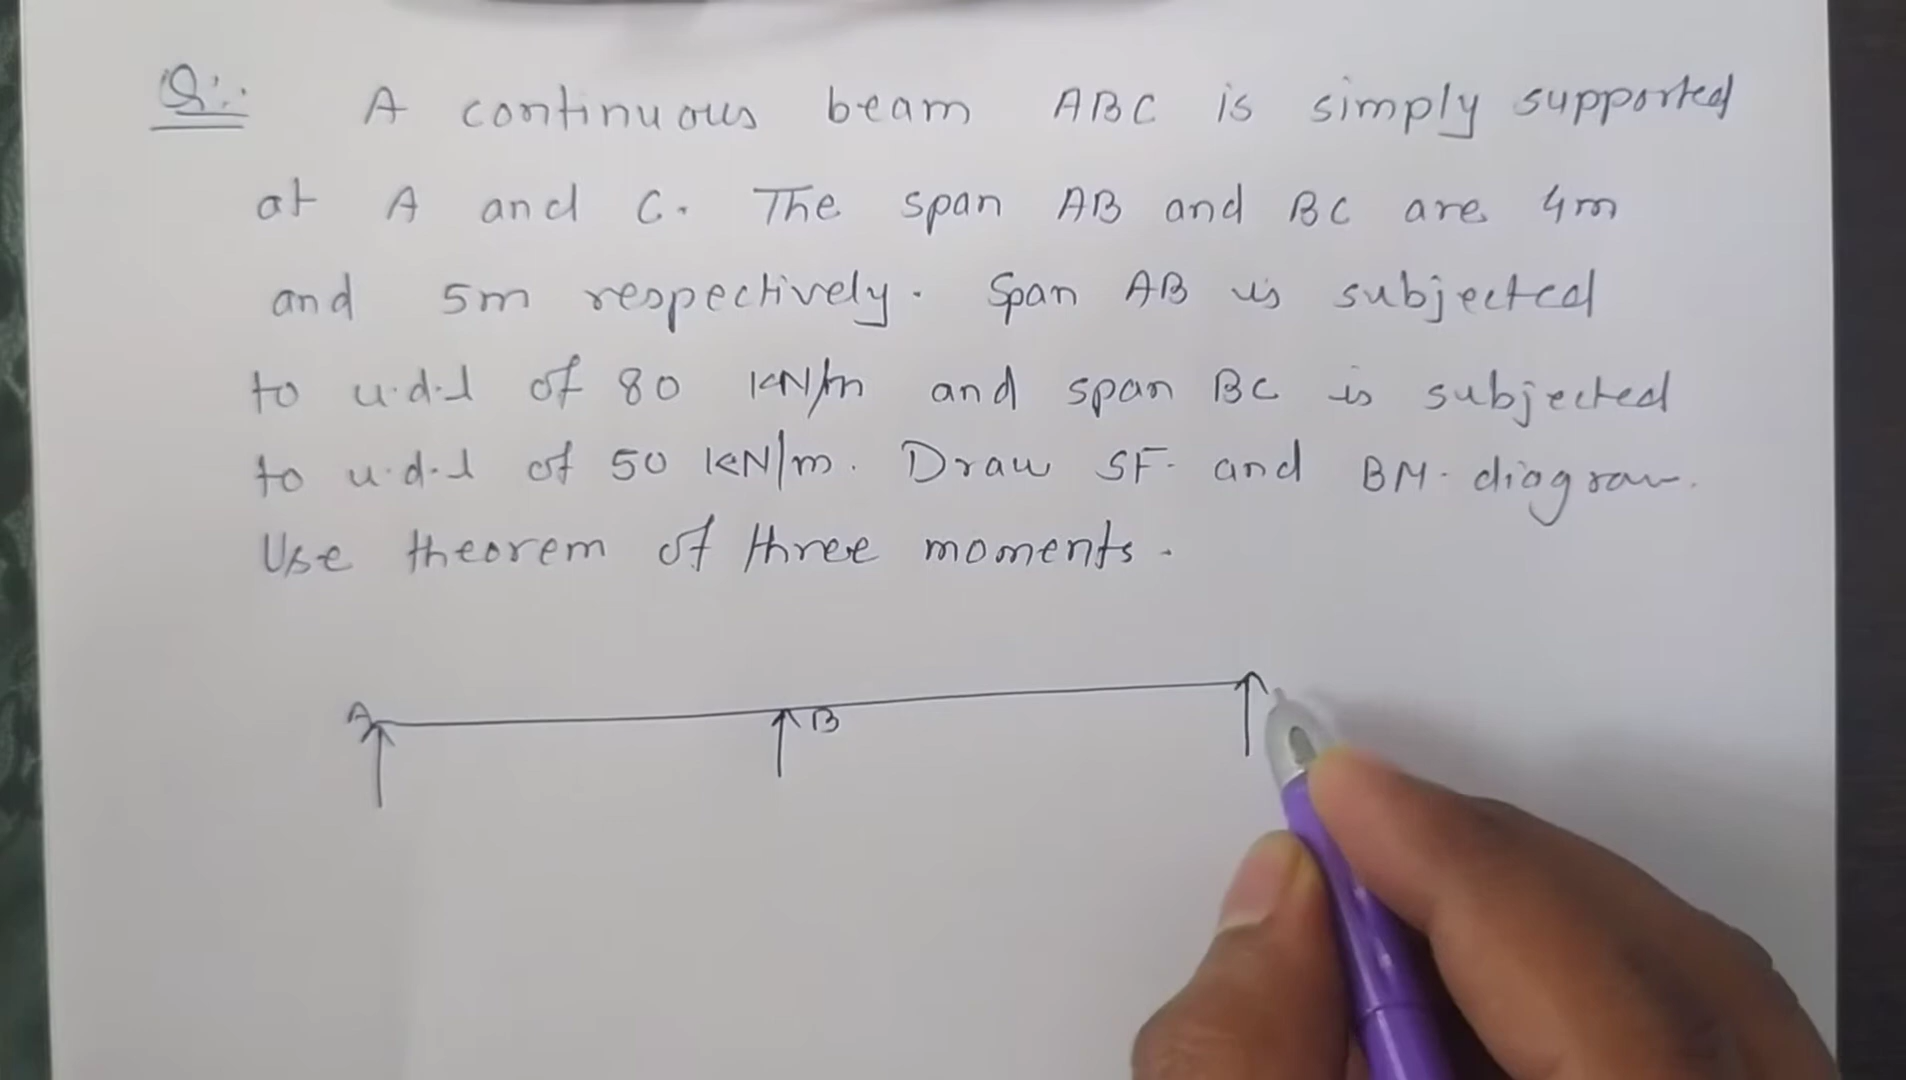 Q:-
A continuous beam ABC is simply supported
at A and C. The span AB and BC are 4m
and 5m respectively. Span AB is subjected
to u.d.l of 80 KN/m and span BC is subjected
to u.d.l of 50 KN/m. Draw SF. and BM. diagram.
Use theorem of three moments.
A
B